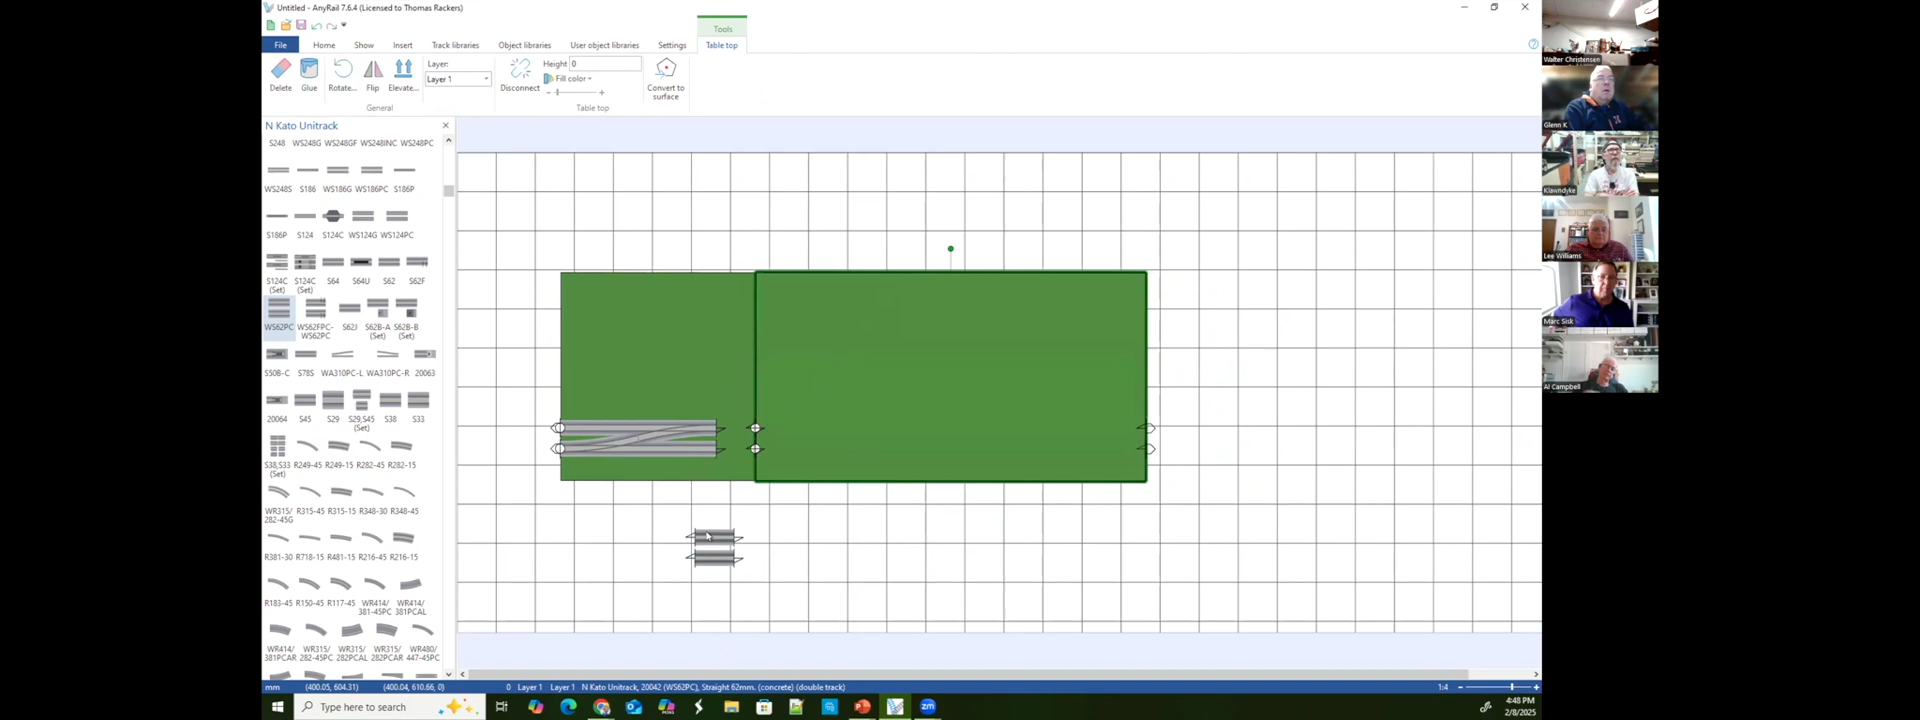 Untitled - AnyRail 7.6.4 (Licensed to Thomas Rackers)
Tools
File Home Show Insert Track libraries Object libraries User object libraries Settings Table top
Layer:
Height 0
Layer 1
Fill color
Delete Glue Rotate... Flip Elevate...
Disconnect
Convert to
surface
General
Table top
N Kato Unitrack
S248 WS248G WS248GF WS248INC WS248PC
WS248S S186 WS186G WS186PC S186P
S186P S124 S124C WS124G WS124PC
S124C (Set) S124C (Set) S64 S64U S62 S62F
WS62PC WS62FPC-WS62PC S62J S62B-A (Set) S62B-B (Set)
S50B-C S78S WA310PC-L WA310PC-R 20063
20064 S45 S29 S29,S45 (Set) S38 S33
S38,S33 (Set) R249-45 R249-15 R282-45 R282-15
WR315/282-45G R315-45 R315-15 R348-30 R348-45
R381-30 R718-15 R481-15 R216-45 R216-15
R183-45 R150-45 R117-45 WR414/381-45PC WR414/381PCAL
WR414/381PCAR WR315/282-45PC WR315/282PCAL WR315/282PCAR WR480/447-45PC
mm (400.05, 604.31) (400.04, 610.66, 0) 0 Layer 1 Layer 1 N Kato Unitrack, 20042 (WS62PC), Straight 62mm. (concrete) (double track) 1:4
Type here to search
4:48 PM
2/8/2025
Walter Christensen
Glenn K
Klawndyke
Lee Williams
Marc Sisk
Al Campbell